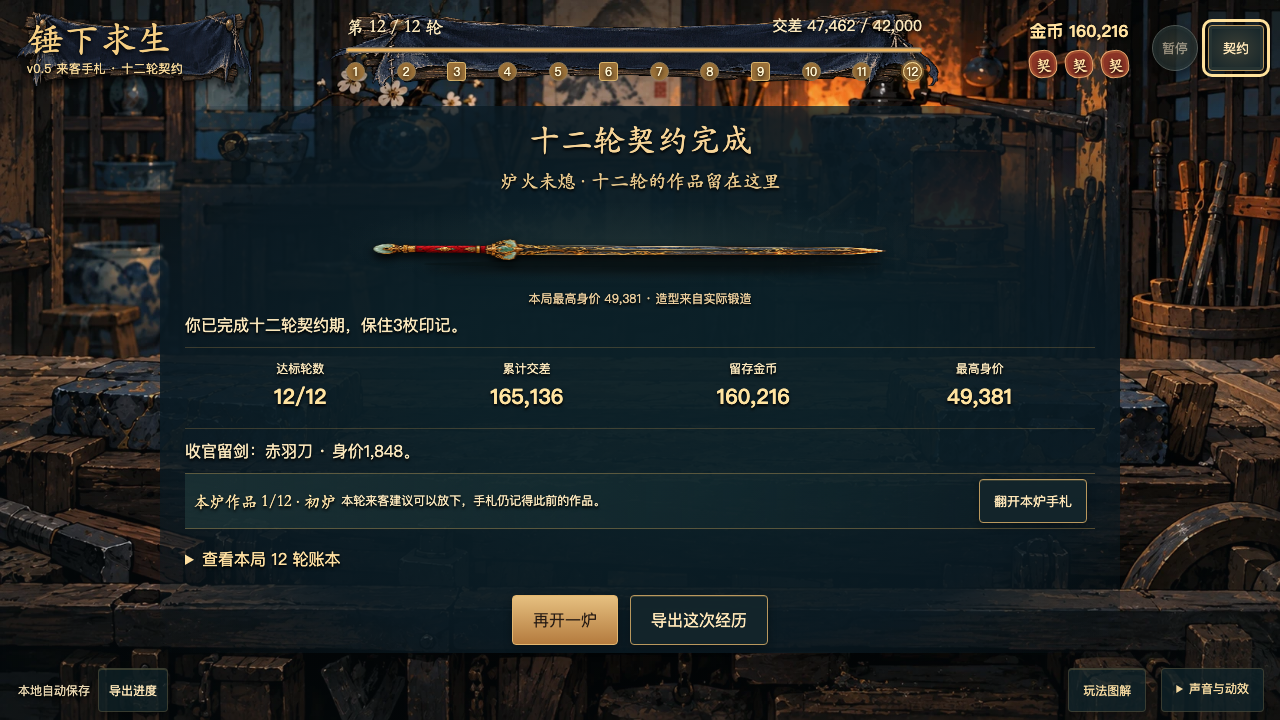 锤下求生
v0.5 来客手札 · 十二轮契约
第 12 / 12 轮
交差 47,462 / 42,000
1 2 3 4 5 6 7 8 9 10 11 12
金币 160,216
契 契 契
暂停
契约
十二轮契约完成
炉火未熄 · 十二轮的作品留在这里
本局最高身价 49,381 · 造型来自实际锻造
你已完成十二轮契约期，保住3枚印记。
达标轮数 累计交差 留存金币 最高身价
12/12 165,136 160,216 49,381
收官留剑：赤羽刀 · 身价1,848。
本炉作品 1/12 · 初炉 本轮来客建议可以放下，手札仍记得此前的作品。
翻开本炉手札
▶ 查看本局 12 轮账本
再开一炉
导出这次经历
本地自动保存
导出进度
玩法图解
▶ 声音与动效